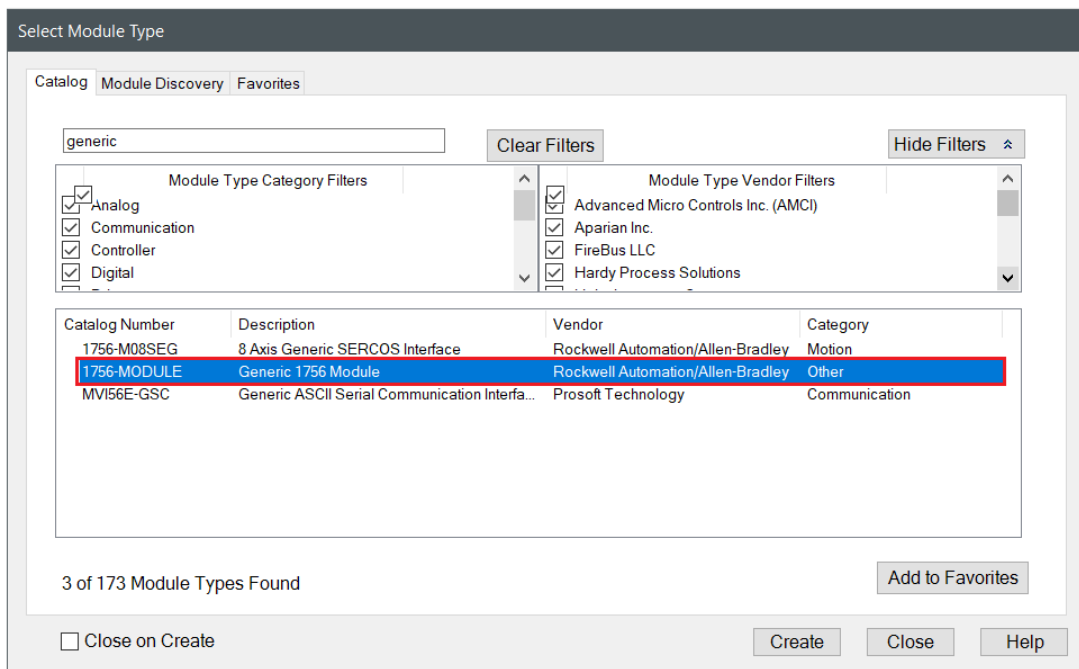 Select Module Type
Catalog Module Discovery Favorites
generic Clear Filters Hide Filters
Module Type Category Filters Module Type Vendor Filters
Analog Advanced Micro Controls Inc. (AMCI)
Communication Aparian Inc.
Controller FireBus LLC
Digital Hardy Process Solutions
Catalog Number Description Vendor Category
1756-M08SEG 8 Axis Generic SERCOS Interface Rockwell Automation/Allen-Bradley Motion
1756-MODULE Generic 1756 Module Rockwell Automation/Allen-Bradley Other
MVI56E-GSC Generic ASCII Serial Communication Interfa... Prosoft Technology Communication
3 of 173 Module Types Found Add to Favorites
Close on Create Create Close Help